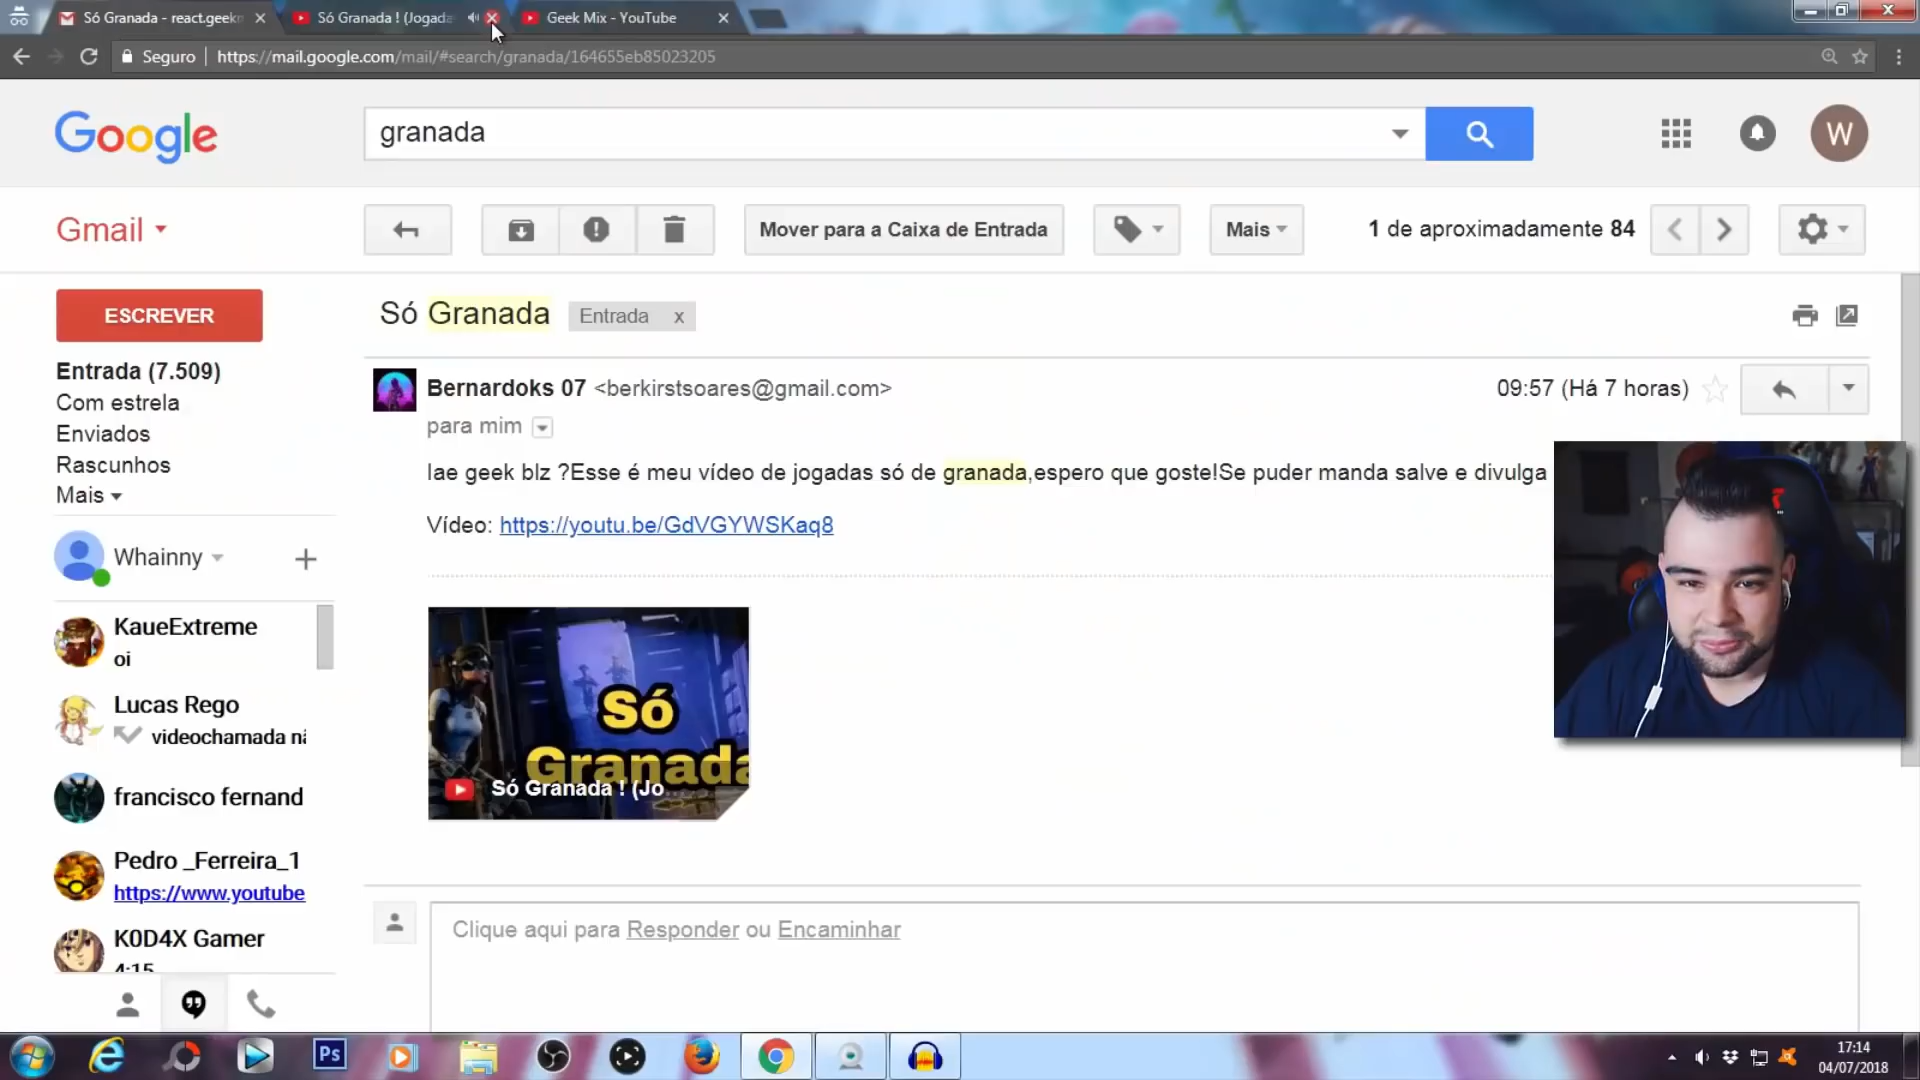 Só Granada - react.geekm
Só Granada ! (Jogada
Geek Mix - YouTube
Seguro
https://mail.google.com/mail/#search/granada/164655eb85023205
Google
granada
W
Gmail
Mover para a Caixa de Entrada
Mais
1 de aproximadamente 84
ESCREVER
Só Granada
Entrada x
Entrada (7.509)
Com estrela
Enviados
Rascunhos
Mais
Bernardoks 07 <berkirstsoares@gmail.com>
09:57 (Há 7 horas)
para mim
Iae geek blz ?Esse é meu vídeo de jogadas só de granada,espero que goste!Se puder manda salve e divulga
Vídeo: https://youtu.be/GdVGYWSKaq8
Whainny
KaueExtreme
oi
Lucas Rego
videochamada nã
francisco fernand
Pedro _Ferreira_1
https://www.youtube
K0D4X Gamer
4:15
Só
Granada
Só Granada ! (Jo...
Clique aqui para Responder ou Encaminhar
Ps
17:14
04/07/2018